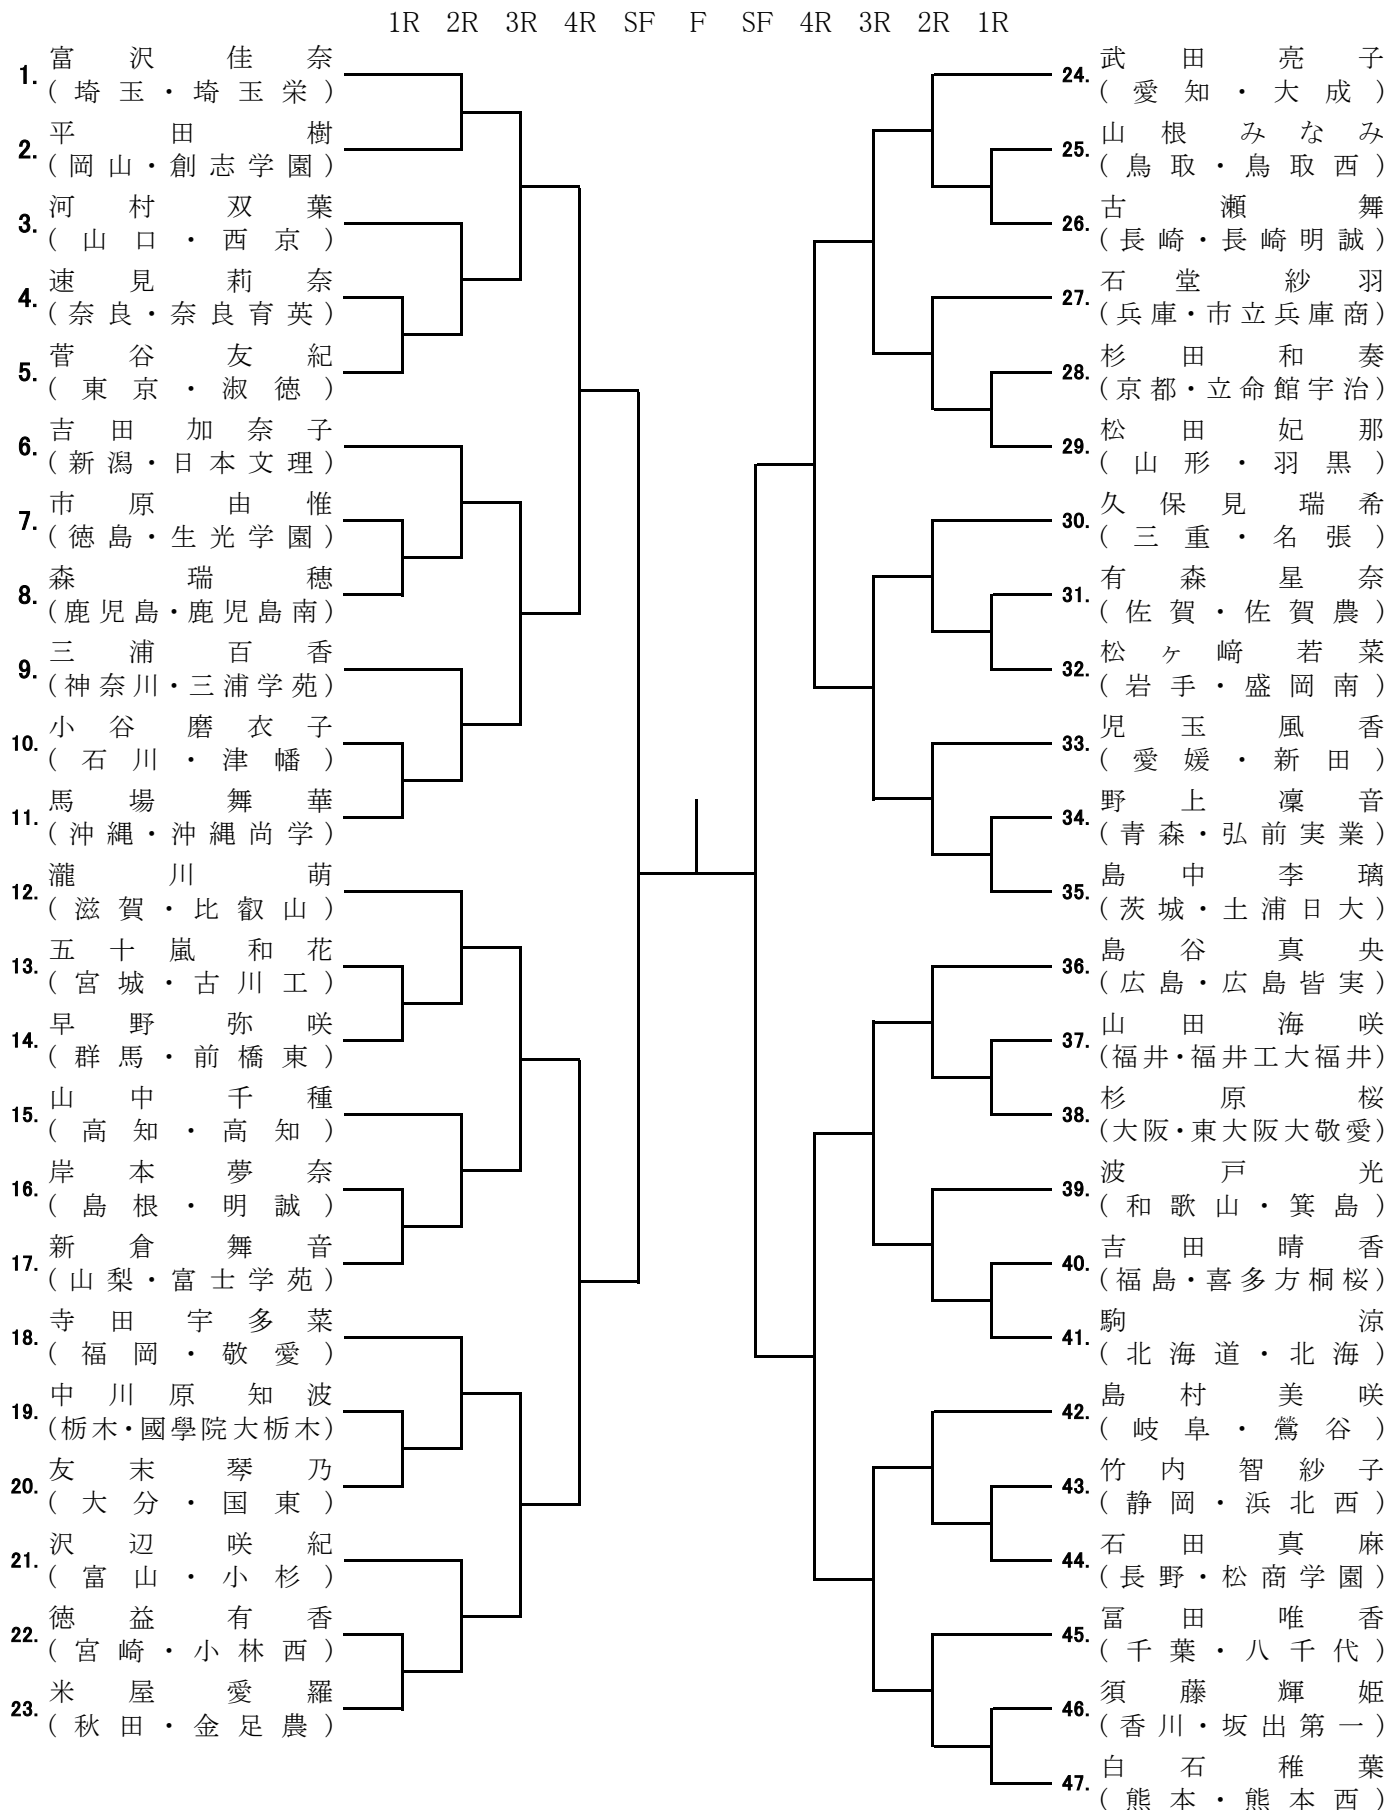 1R 2R 3R 4R SF F SF 4R 3R 2R 1R
富沢 佳奈
1.
(埼玉・埼玉栄)
平田 樹
2.
(岡山・創志学園)
河村 双葉
3.
(山口・西京)
速見 莉奈
4.
(奈良・奈良育英)
菅谷 友紀
5.
(東京・淑徳)
吉田 加奈子
6.
(新潟・日本文理)
市原 由惟
7.
(徳島・生光学園)
森 瑞穂
8.
(鹿児島・鹿児島南)
三浦 百香
9.
(神奈川・三浦学苑)
小谷 磨衣子
10.
(石川・津幡)
馬場 舞華
11.
(沖縄・沖縄尚学)
瀧川 萌
12.
(滋賀・比叡山)
五十嵐 和花
13.
(宮城・古川工)
早野 弥咲
14.
(群馬・前橋東)
山中 千種
15.
(高知・高知)
岸本 夢奈
16.
(島根・明誠)
新倉 舞音
17.
(山梨・富士学苑)
寺田 宇多菜
18.
(福岡・敬愛)
中川原 知波
19.
(栃木・國學院大栃木)
友末 琴乃
20.
(大分・国東)
沢辺 咲紀
21.
(富山・小杉)
徳益 有香
22.
(宮崎・小林西)
米屋 愛羅
23.
(秋田・金足農)
武田 亮子
24.
(愛知・大成)
山根 みなみ
25.
(鳥取・鳥取西)
古瀬 舞
26.
(長崎・長崎明誠)
石堂 紗羽
27.
(兵庫・市立兵庫商)
杉田 和奏
28.
(京都・立命館宇治)
松田 妃那
29.
(山形・羽黒)
久保見 瑞希
30.
(三重・名張)
有森 星奈
31.
(佐賀・佐賀農)
松ヶ﨑 若菜
32.
(岩手・盛岡南)
児玉 風香
33.
(愛媛・新田)
野上 凜音
34.
(青森・弘前実業)
島中 李璃
35.
(茨城・土浦日大)
島谷 真央
36.
(広島・広島皆実)
山田 海咲
37.
(福井・福井工大福井)
杉原 桜
38.
(大阪・東大阪大敬愛)
波戸 光
39.
(和歌山・箕島)
吉田 晴香
40.
(福島・喜多方桐桜)
駒 涼
41.
(北海道・北海)
島村 美咲
42.
(岐阜・鶯谷)
竹内 智紗子
43.
(静岡・浜北西)
石田 真麻
44.
(長野・松商学園)
冨田 唯香
45.
(千葉・八千代)
須藤 輝姫
46.
(香川・坂出第一)
白石 稚葉
47.
(熊本・熊本西)